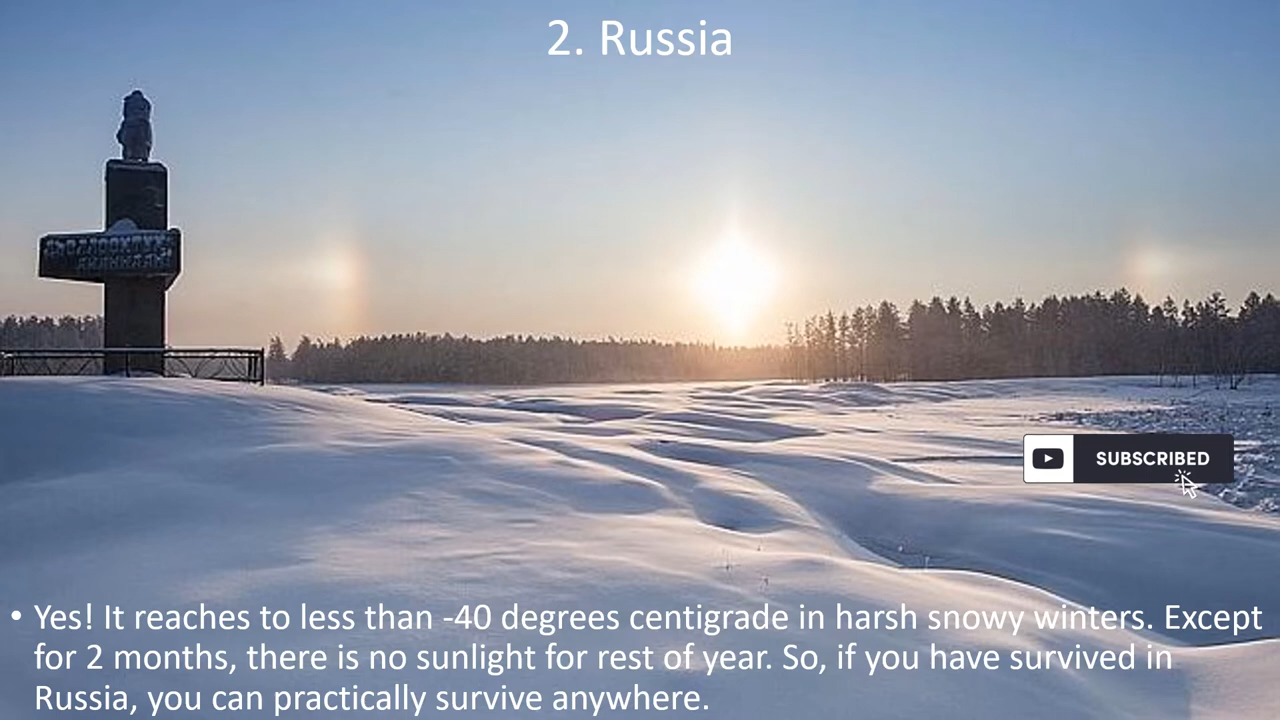 2. Russia
SUBSCRIBED
• Yes! It reaches to less than -40 degrees centigrade in harsh snowy winters. Except
for 2 months, there is no sunlight for rest of year. So, if you have survived in
Russia, you can practically survive anywhere.